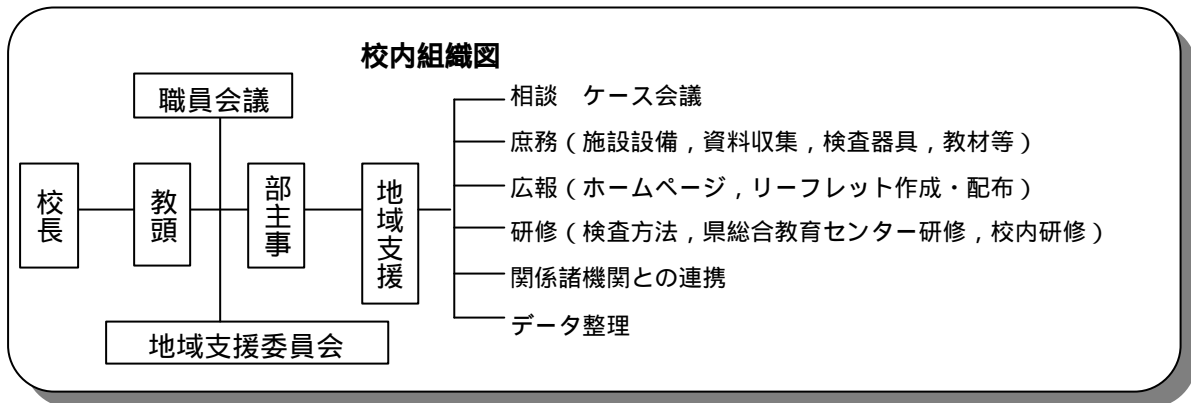 校内組織図
職員会議
校長
教頭
部主事
地域支援
地域支援委員会
相談　ケース会議
庶務（施設設備，資料収集，検査器具，教材等）
広報（ホームページ，リーフレット作成・配布）
研修（検査方法，県総合教育センター研修，校内研修）
関係諸機関との連携
データ整理